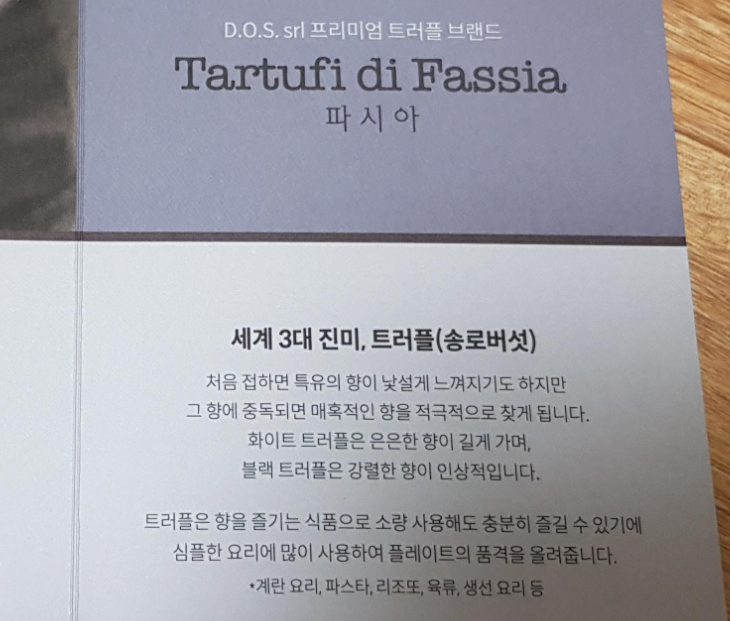 D.O.S. srl 프리미엄 트러플 브랜드
Tartufi di Fassia
파시아
세계 3대 진미, 트러플(송로버섯)
처음 접하면 특유의 향이 낯설게 느껴지기도 하지만
그 향에 중독되면 매혹적인 향을 적극적으로 찾게 됩니다.
화이트 트러플은 은은한 향이 길게 가며,
블랙 트러플은 강렬한 향이 인상적입니다.
트러플은 향을 즐기는 식품으로 소량 사용해도 충분히 즐길 수 있기에
심플한 요리에 많이 사용하여 플레이트의 품격을 올려줍니다.
•계란 요리, 파스타, 리조또, 육류, 생선 요리 등